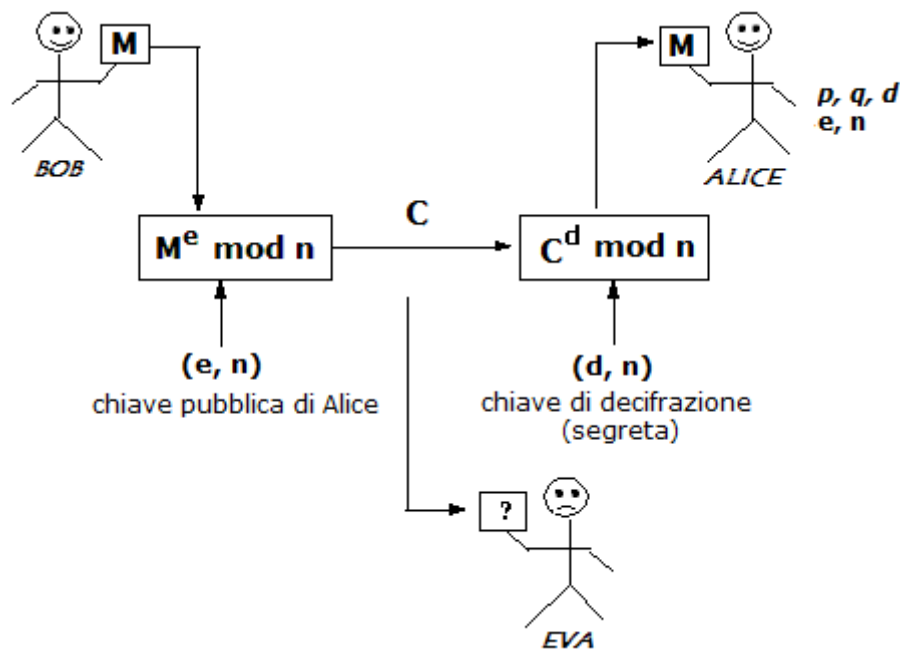 M
BOB
M
p, q, d
e, n
ALICE
C
M^e mod n
C^d mod n
(e, n)
chiave pubblica di Alice
(d, n)
chiave di decifrazione
(segreta)
?
EVA